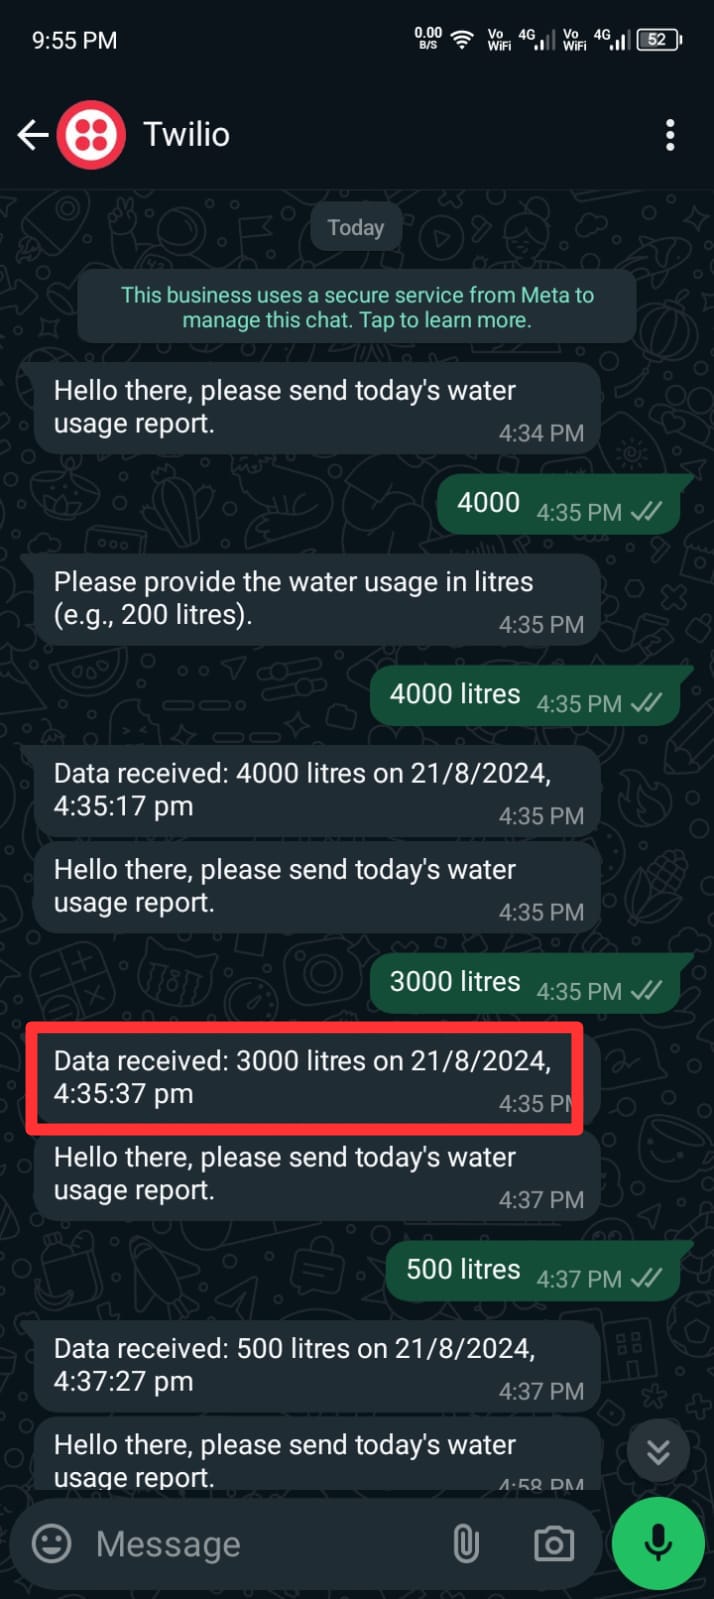 9:55 PM
0.00
B/S
Vo
WiFi
4G
Vo
WiFi
4G
52
Twilio
Today
This business uses a secure service from Meta to
manage this chat. Tap to learn more.
Hello there, please send today's water
usage report.
4:34 PM
4000 4:35 PM
Please provide the water usage in litres
(e.g., 200 litres).
4:35 PM
4000 litres 4:35 PM
Data received: 4000 litres on 21/8/2024,
4:35:17 pm
4:35 PM
Hello there, please send today's water
usage report.
4:35 PM
3000 litres 4:35 PM
Data received: 3000 litres on 21/8/2024,
4:35:37 pm
4:35 PM
Hello there, please send today's water
usage report.
4:37 PM
500 litres 4:37 PM
Data received: 500 litres on 21/8/2024,
4:37:27 pm
4:37 PM
Hello there, please send today's water
usage report.
4:58 PM
Message